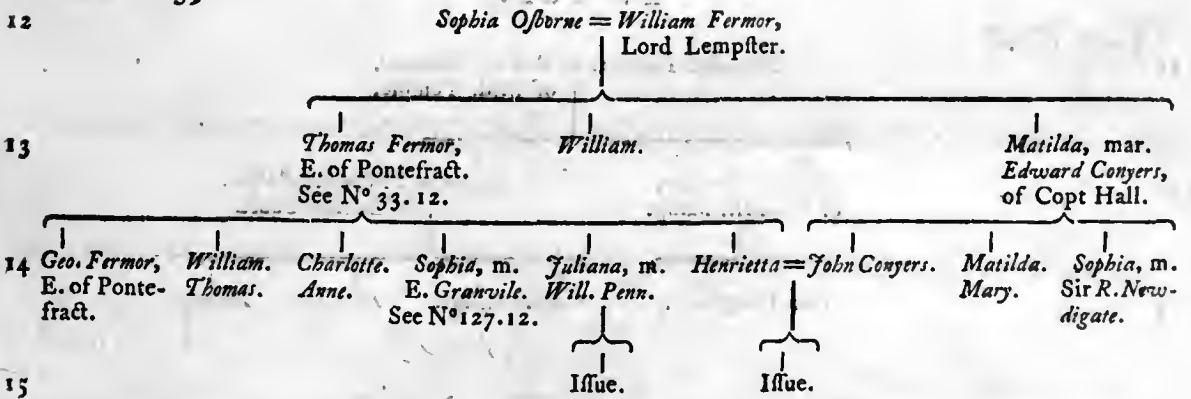 12 Sophia Oſborne = William Fermor,
Lord Lempſter.
13 Thomas Fermor, William. Matilda, mar.
E. of Pontefract. Edward Conyers,
See Nº 33. 12. of Copt Hall.
14 Geo. Fermor, William. Charlotte. Sophia, m. Juliana, m. Henrietta = John Conyers. Matilda. Sophia, m.
E. of Ponte- Thomas. Anne. E. Granvile. Will. Penn. Mary. Sir R. New-
fract. See Nº 127. 12. digate.
15 Iſſue. Iſſue.